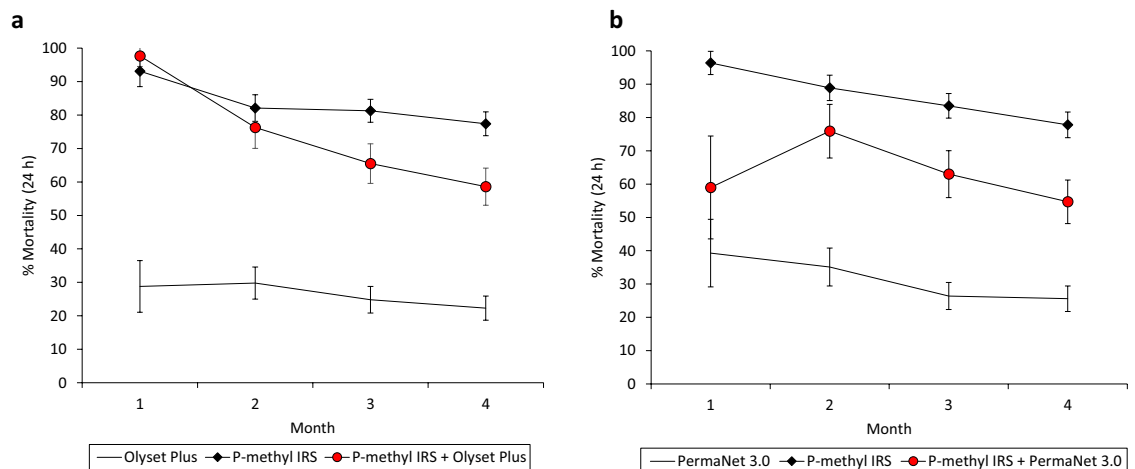 a
% Mortality (24 h)
100
90
80
70
60
50
40
30
20
10
0
1 2 3 4
Month
Olyset Plus P-methyl IRS P-methyl IRS + Olyset Plus
b
% Mortality (24 h)
100
90
80
70
60
50
40
30
20
10
0
1 2 3 4
Month
PermaNet 3.0 P-methyl IRS P-methyl IRS + PermaNet 3.0